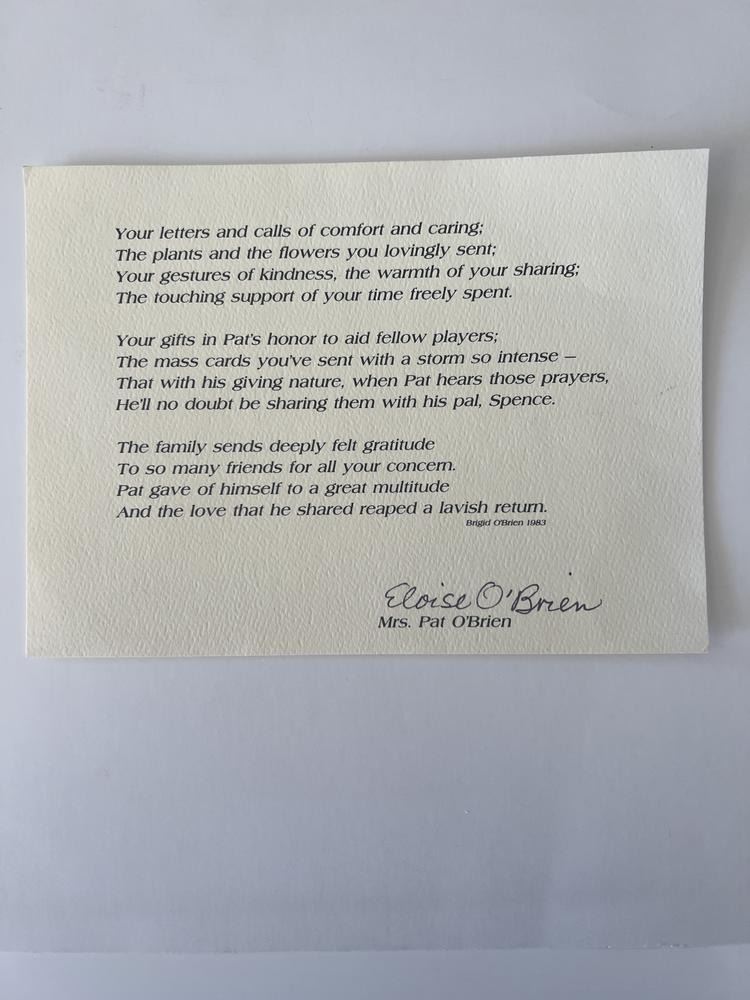 Your letters and calls of comfort and caring;
The plants and the flowers you lovingly sent;
Your gestures of kindness, the warmth of your sharing;
The touching support of your time freely spent.
Your gifts in Pat's honor to aid fellow players;
The mass cards you've sent with a storm so intense —
That with his giving nature, when Pat hears those prayers,
He'll no doubt be sharing them with his pal, Spence.
The family sends deeply felt gratitude
To so many friends for all your concern.
Pat gave of himself to a great multitude
And the love that he shared reaped a lavish return.
Brigid O'Brien 1983
Eloise O'Brien
Mrs. Pat O'Brien